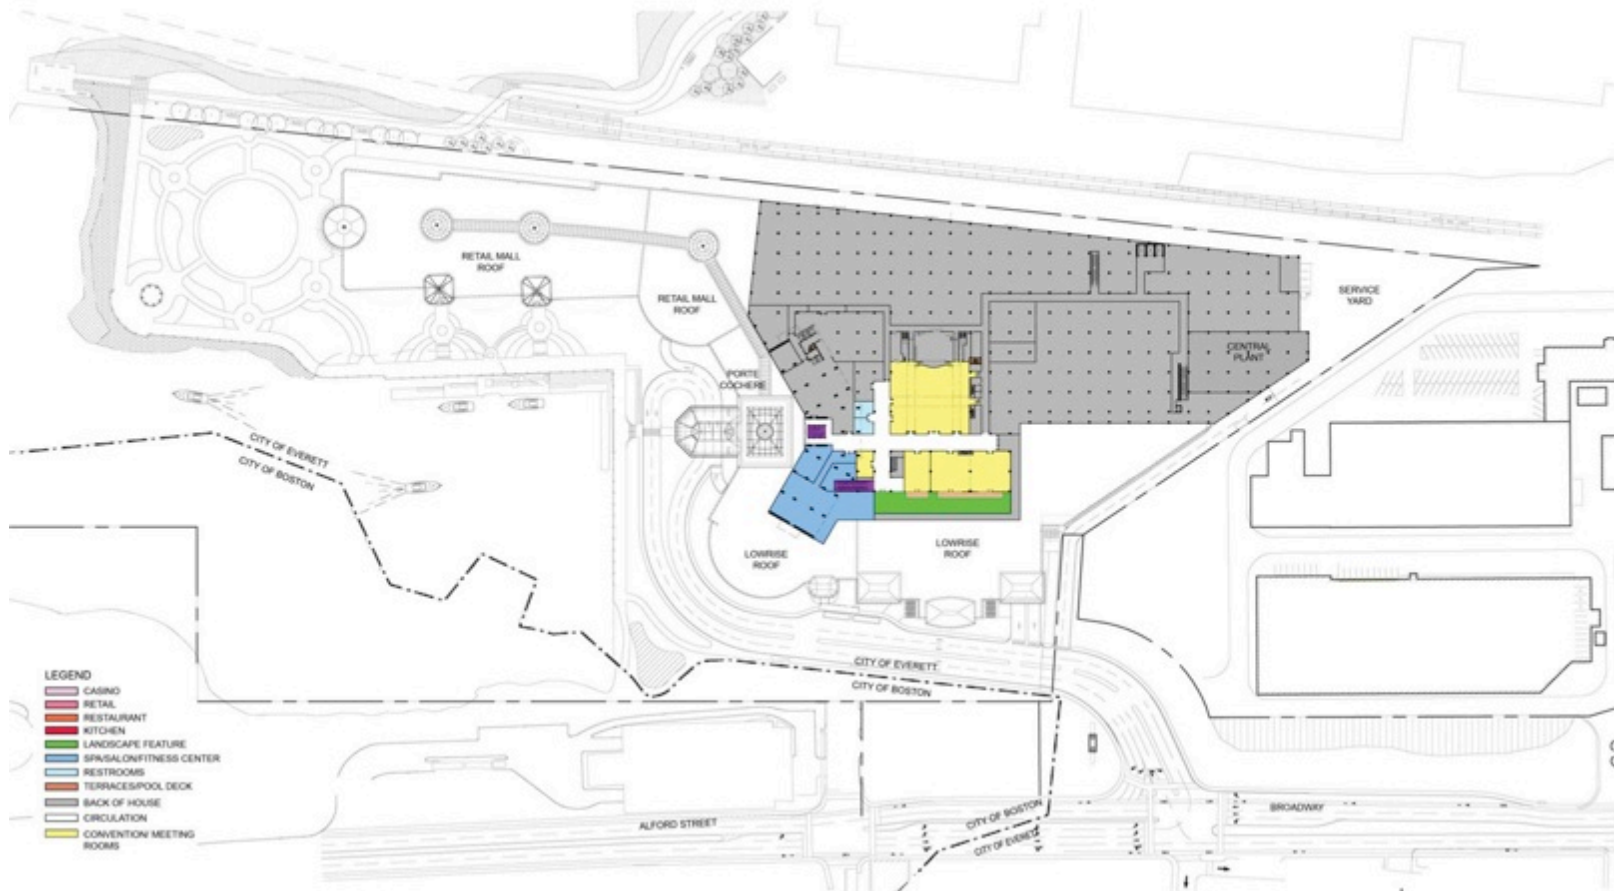 RETAIL MALL
ROOF
RETAIL MALL
ROOF
SERVICE
YARD
CENTRAL
PLANT
PORTE
COCHERE
CITY OF EVERETT
CITY OF BOSTON
LOWRISE
ROOF
LOWRISE
ROOF
CITY OF EVERETT
CITY OF BOSTON
LEGEND
CASINO
RETAIL
RESTAURANT
KITCHEN
LANDSCAPE FEATURE
SPA/SALON/FITNESS CENTER
RESTROOMS
TERRACES/POOL DECK
BACK OF HOUSE
CIRCULATION
CONVENTION/ MEETING
ROOMS
ALFORD STREET
BROADWAY
CITY OF BOSTON
CITY OF EVERETT